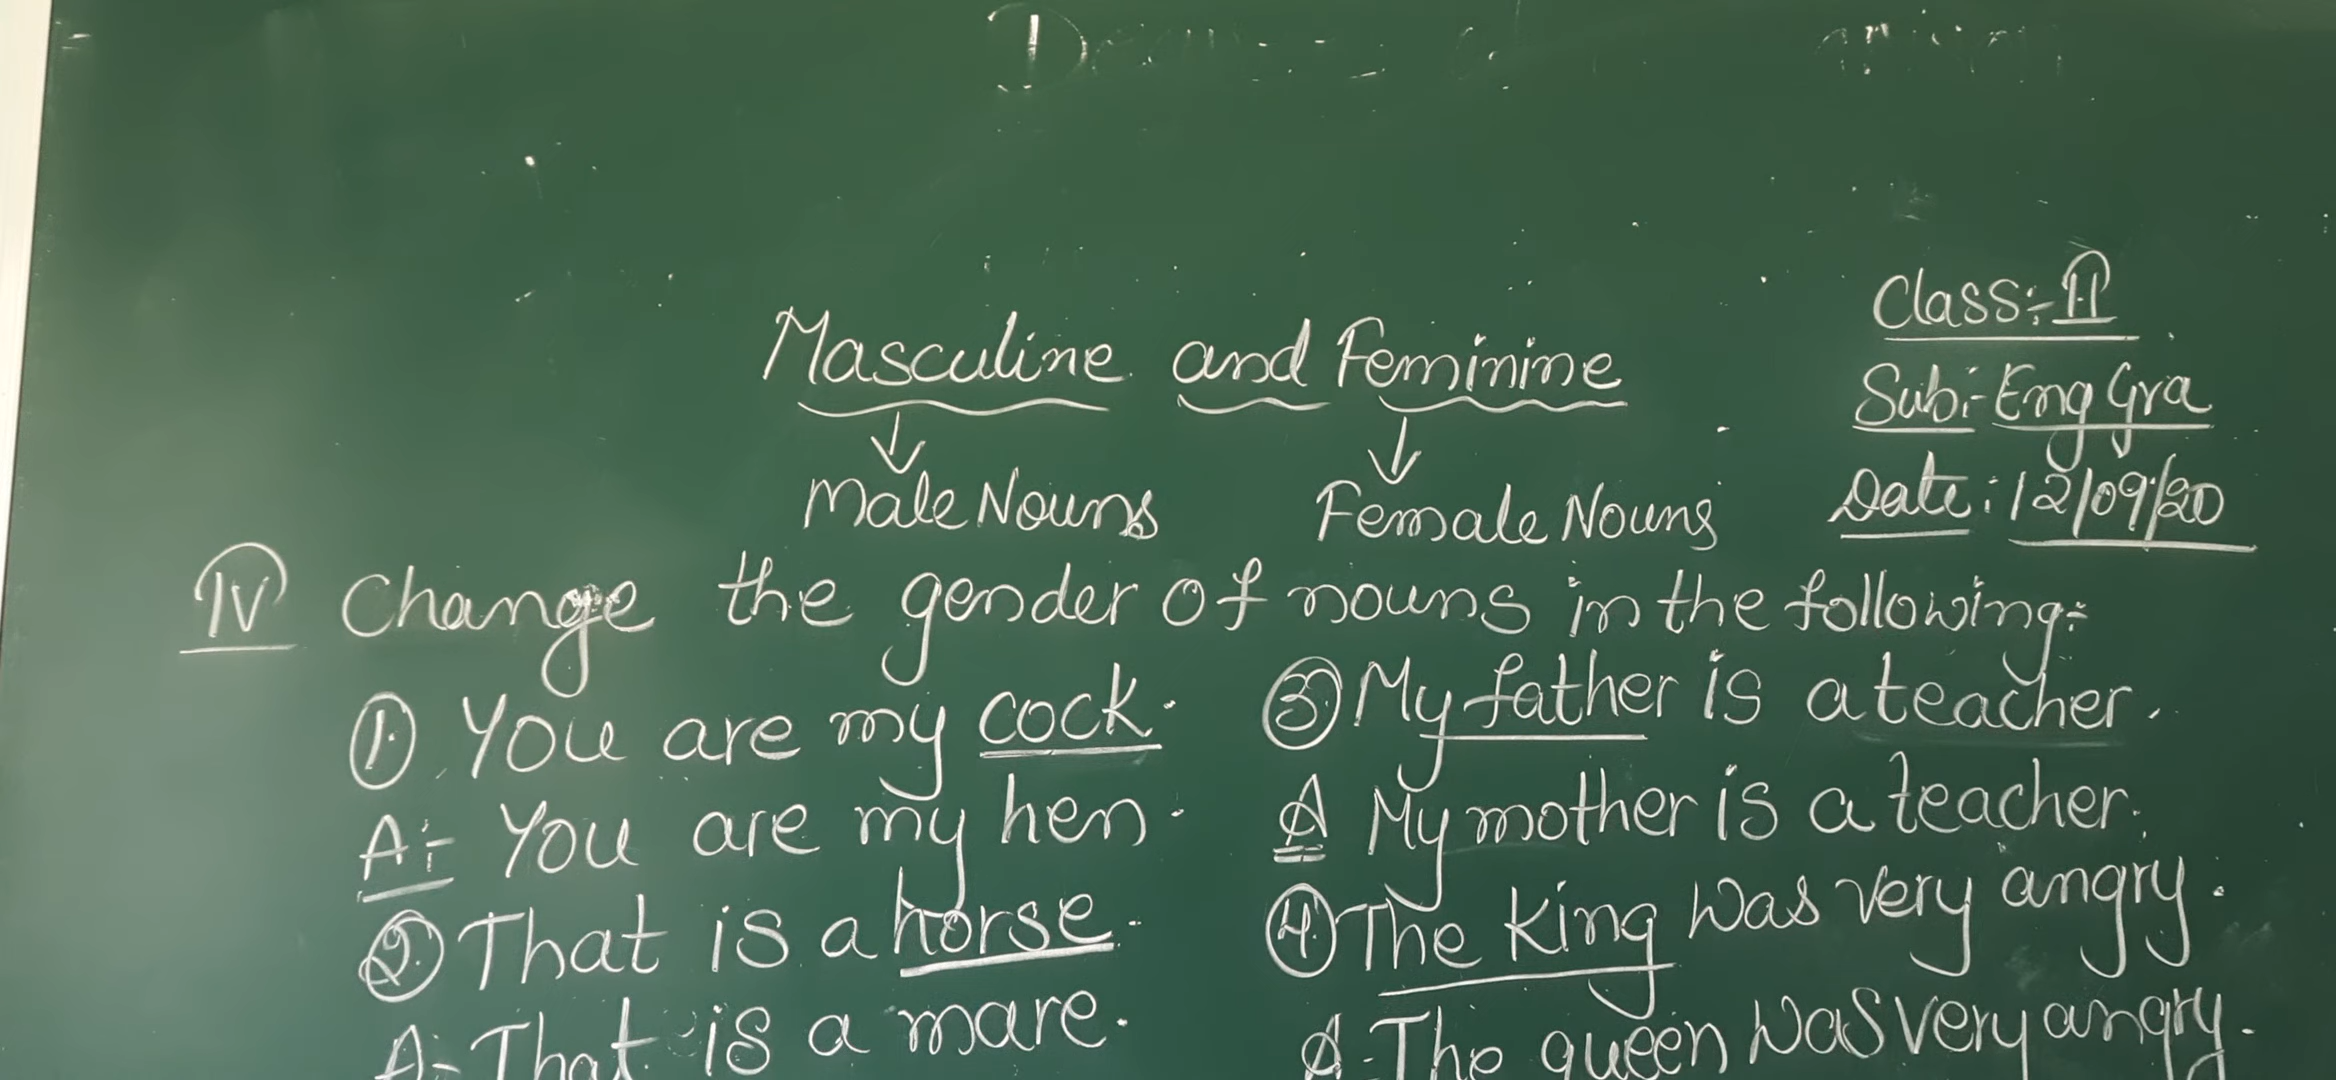 Masculine and Feminine
Class:- II
Sub:- Eng Gra
Date: 12/09/20
Male Nouns
Female Nouns
IV Change the gender of nouns in the following:-
1. You are my cock.
A:- You are my hen.
2. That is a horse.
A:- That is a mare.
3 My father is a teacher.
A My mother is a teacher.
4. The King was very angry.
A:- The queen was very angry.